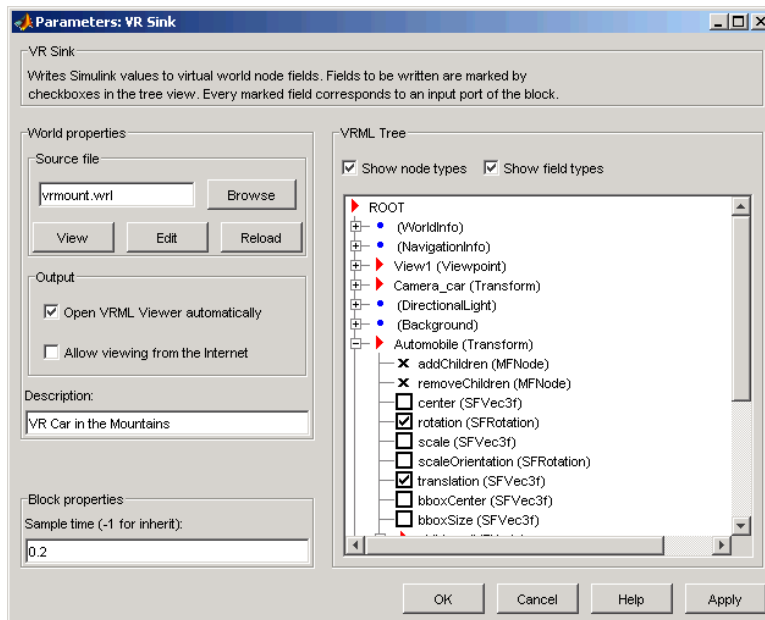 Parameters: VR Sink
VR Sink
Writes Simulink values to virtual world node fields. Fields to be written are marked by
checkboxes in the tree view. Every marked field corresponds to an input port of the block.
World properties
Source file
vrmount.wrl
Browse
View
Edit
Reload
Output
Open VRML Viewer automatically
Allow viewing from the Internet
Description:
VR Car in the Mountains
Block properties
Sample time (-1 for inherit):
0.2
VRML Tree
Show node types
Show field types
ROOT
(WorldInfo)
(NavigationInfo)
View1 (Viewpoint)
Camera_car (Transform)
(DirectionalLight)
(Background)
Automobile (Transform)
addChildren (MFNode)
removeChildren (MFNode)
center (SFVec3f)
rotation (SFRotation)
scale (SFVec3f)
scaleOrientation (SFRotation)
translation (SFVec3f)
bboxCenter (SFVec3f)
bboxSize (SFVec3f)
OK
Cancel
Help
Apply